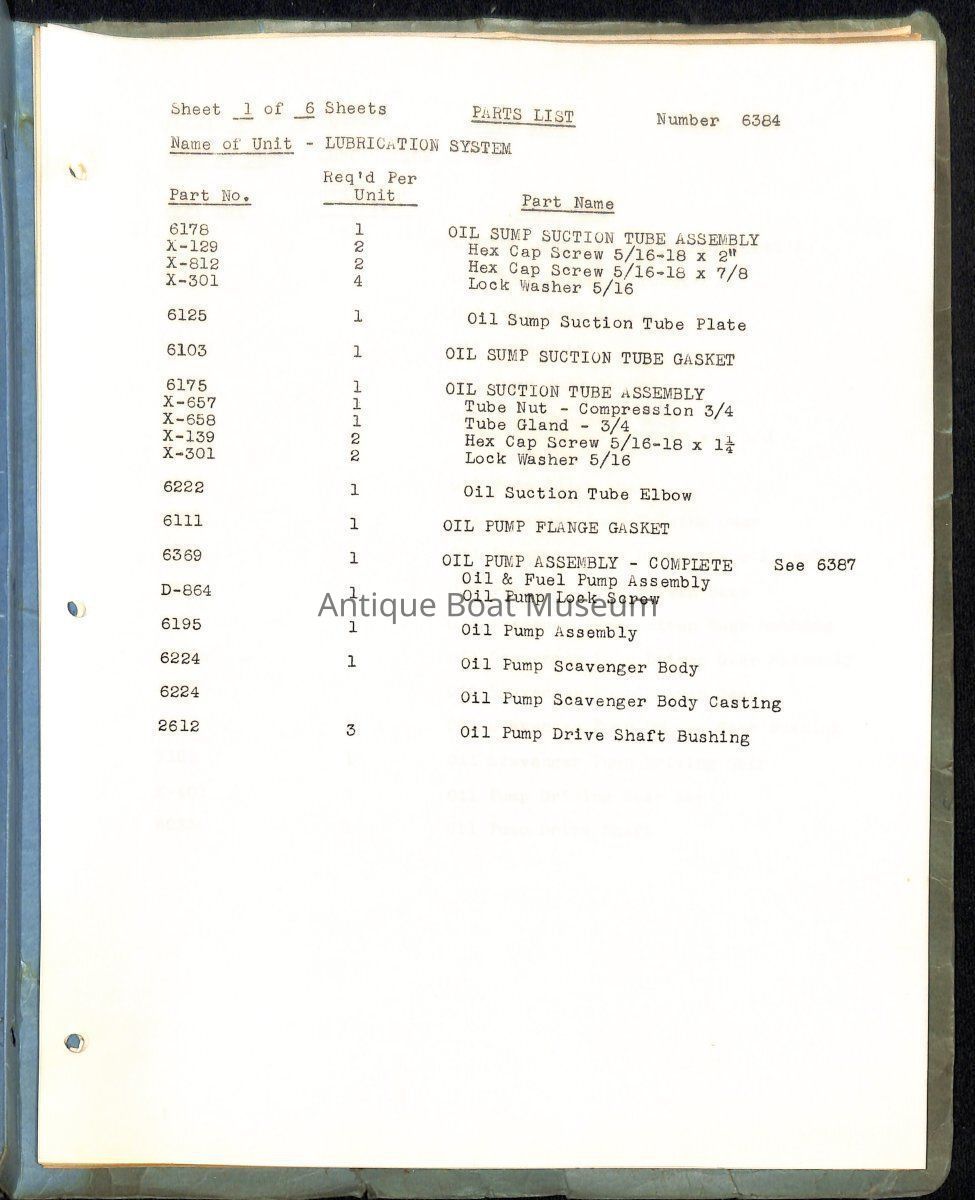 Sheet 1 of 6 Sheets PARTS LIST Number 6384
Name of Unit - LUBRICATION SYSTEM
Req'd Per
Part No. Unit Part Name
6178 1 OIL SUMP SUCTION TUBE ASSEMBLY
X-129 2 Hex Cap Screw 5/16-18 x 2"
X-812 2 Hex Cap Screw 5/16-18 x 7/8
X-301 4 Lock Washer 5/16
6125 1 Oil Sump Suction Tube Plate
6103 1 OIL SUMP SUCTION TUBE GASKET
6175 1 OIL SUCTION TUBE ASSEMBLY
X-657 1 Tube Nut - Compression 3/4
X-658 1 Tube Gland - 3/4
X-139 2 Hex Cap Screw 5/16-18 x 1¼
X-301 2 Lock Washer 5/16
6222 1 Oil Suction Tube Elbow
6111 1 OIL PUMP FLANGE GASKET
6369 1 OIL PUMP ASSEMBLY - COMPLETE See 6387
Oil & Fuel Pump Assembly
D-864 1 Oil Pump Lock Screw
Antique Boat Museum
6195 1 Oil Pump Assembly
6224 1 Oil Pump Scavenger Body
6224 Oil Pump Scavenger Body Casting
2612 3 Oil Pump Drive Shaft Bushing